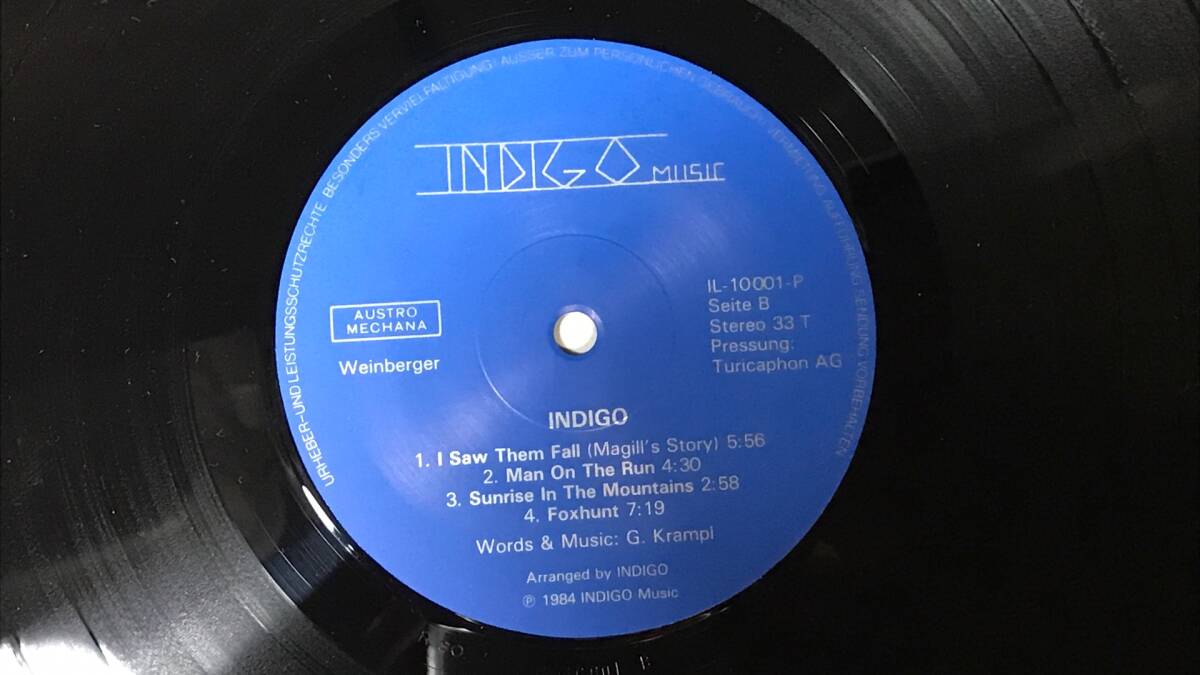 URHEBER-UND LEISTUNGSSCHUTZRECHTE BESONDERS VERVIELFÄLTIGUNG: AUSSER ZUM PERSÖNLICHEN GEBRAUCH VERMIETUNG AUFFÜHRUNG SENDUNG VORBEHALTEN
INDIGO MUSIC
AUSTRO
MECHANA
Weinberger
IL-10001-P
Seite B
Stereo 33 T
Pressung:
Turicaphon AG
INDIGO
1. I Saw Them Fall (Magill's Story) 5:56
2. Man On The Run 4:30
3. Sunrise In The Mountains 2:58
4. Foxhunt 7:19
Words & Music: G. Krampl
Arranged by INDIGO
℗ 1984 INDIGO Music